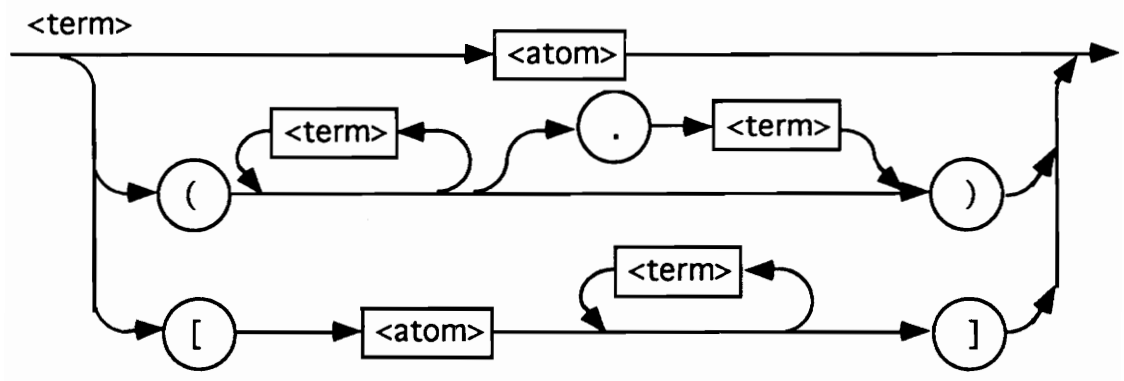 <term>
<atom>
<term> . <term>
( )
<term>
[ <atom> ]